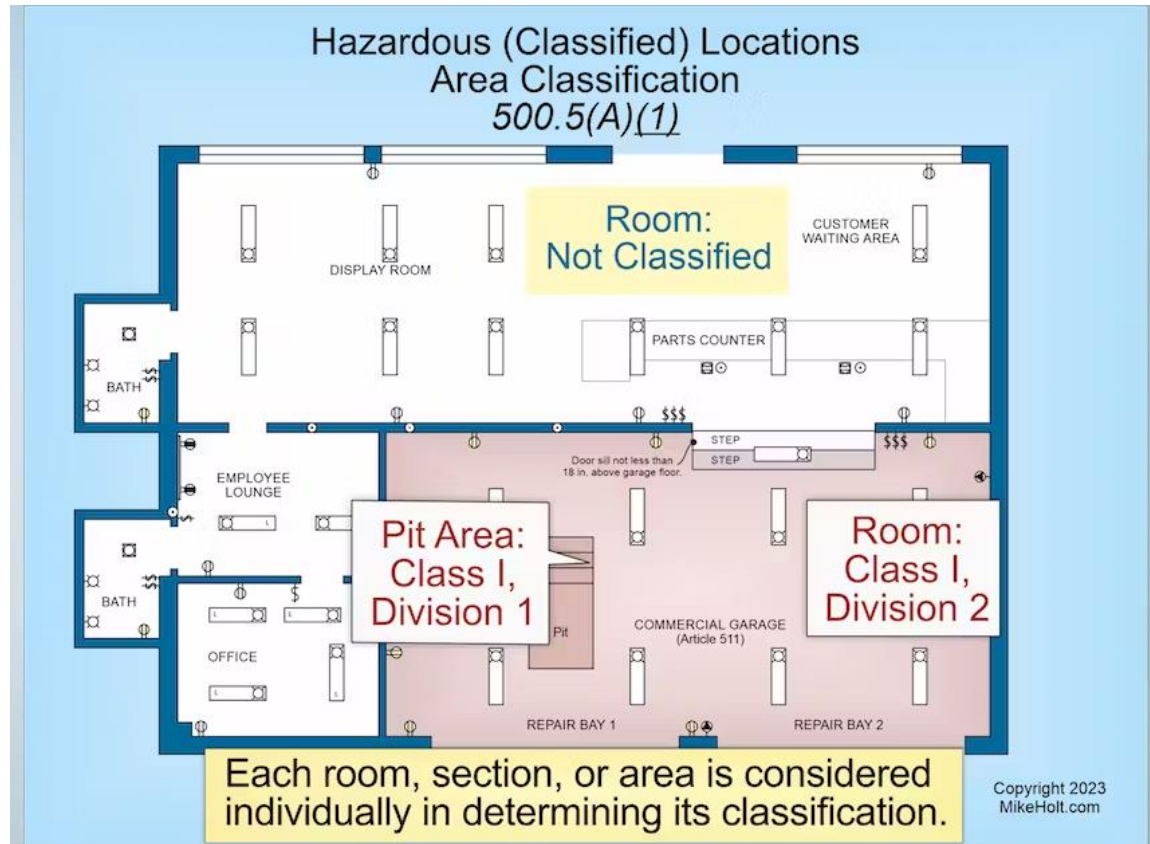 Hazardous (Classified) Locations
Area Classification
500.5(A)(1)
Room:
Not Classified
CUSTOMER
WAITING AREA
DISPLAY ROOM
PARTS COUNTER
BATH
$$
$$$
STEP
$$$
Door sill not less than
18 in. above garage floor.
STEP
EMPLOYEE
LOUNGE
L
$
Pit Area:
Class I,
Division 1
Room:
Class I,
Division 2
$$
BATH
$
L
L
OFFICE
L
L
Pit
COMMERCIAL GARAGE
(Article 511)
REPAIR BAY 1
REPAIR BAY 2
Each room, section, or area is considered
individually in determining its classification.
Copyright 2023
MikeHolt.com